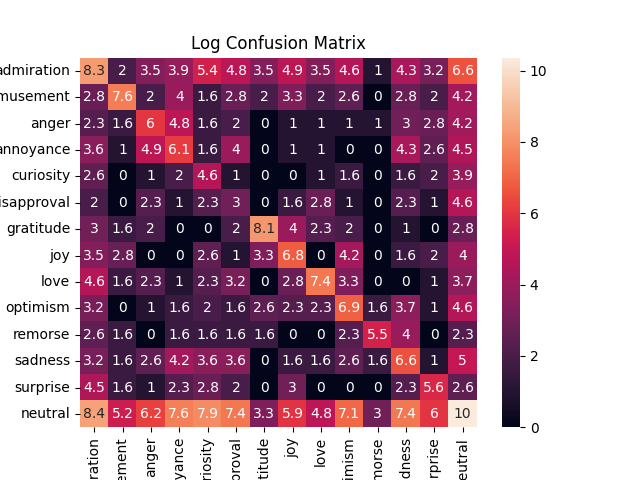 Log Confusion Matrix
dmiration 8.3 2 3.5 3.9 5.4 4.8 3.5 4.9 3.5 4.6 1 4.3 3.2 6.6
musement 2.8 7.6 2 4 1.6 2.8 2 3.3 2 2.6 0 2.8 2 4.2
anger 2.3 1.6 6 4.8 1.6 2 0 1 1 1 1 3 2.8 4.2
annoyance 3.6 1 4.9 6.1 1.6 4 0 1 1 0 0 4.3 2.6 4.5
curiosity 2.6 0 1 2 4.6 1 0 0 1 1.6 0 1.6 2 3.9
isapproval 2 0 2.3 1 2.3 3 0 1.6 2.8 1 0 2.3 1 4.6
gratitude 3 1.6 2 0 0 2 8.1 4 2.3 2 0 1 0 2.8
joy 3.5 2.8 0 0 2.6 1 3.3 6.8 0 4.2 0 1.6 2 4
love 4.6 1.6 2.3 1 2.3 3.2 0 2.8 7.4 3.3 0 0 1 3.7
optimism 3.2 0 1 1.6 2 1.6 2.6 2.3 2.3 6.9 1.6 3.7 1 4.6
remorse 2.6 1.6 0 1.6 1.6 1.6 1.6 0 0 2.3 5.5 4 0 2.3
sadness 3.2 1.6 2.6 4.2 3.6 3.6 0 1.6 1.6 2.6 1.6 6.6 1 5
surprise 4.5 1.6 1 2.3 2.8 2 0 3 0 0 0 2.3 5.6 2.6
neutral 8.4 5.2 6.2 7.6 7.9 7.4 3.3 5.9 4.8 7.1 3 7.4 6 10
ration
ement
anger
yance
riosity
proval
titude
joy
love
imism
morse
dness
rprise
eutral
10
8
6
4
2
0